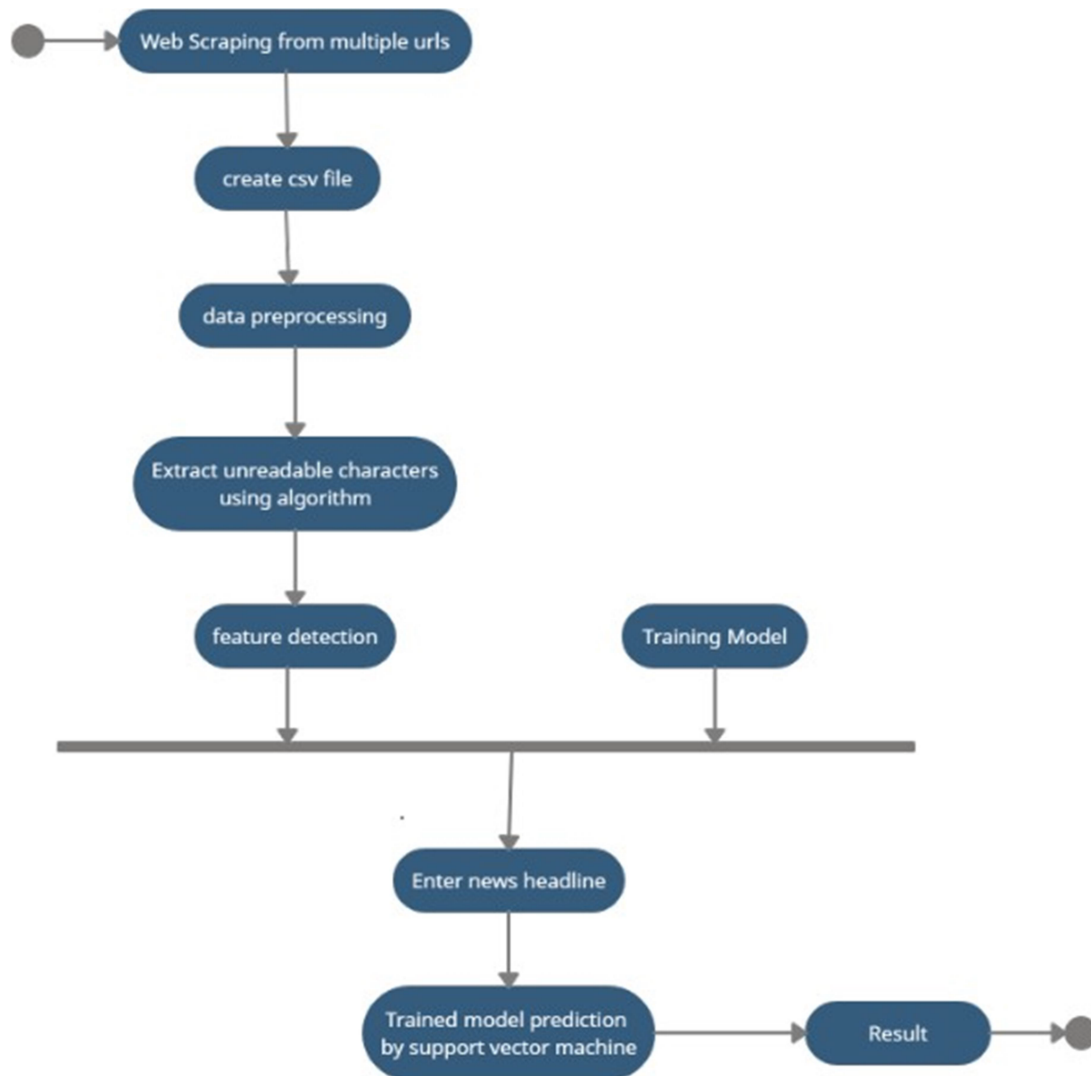 Web Scraping from multiple urls
create csv file
data preprocessing
Extract unreadable characters
using algorithm
feature detection
Training Model
Enter news headline
Trained model prediction
by support vector machine
Result